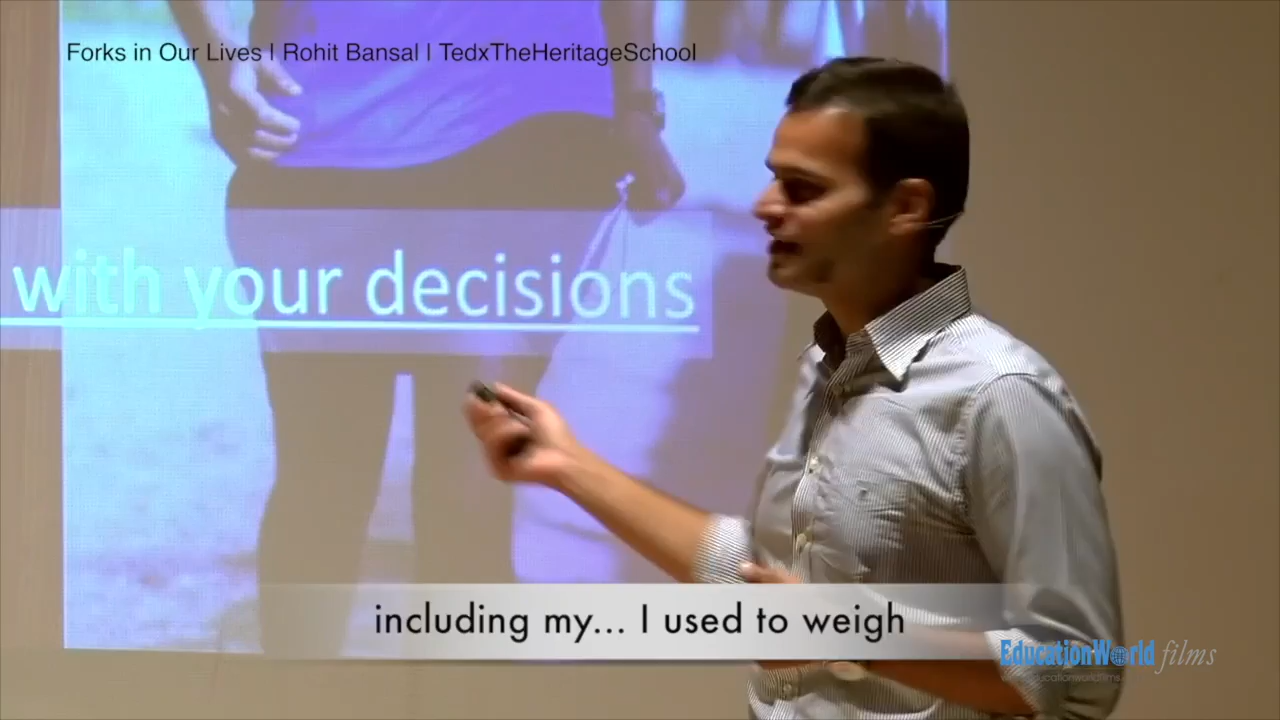 Forks in Our Lives | Rohit Bansal | TedxTheHeritageSchool
with your decisions
including my... I used to weigh
EducationWorld films